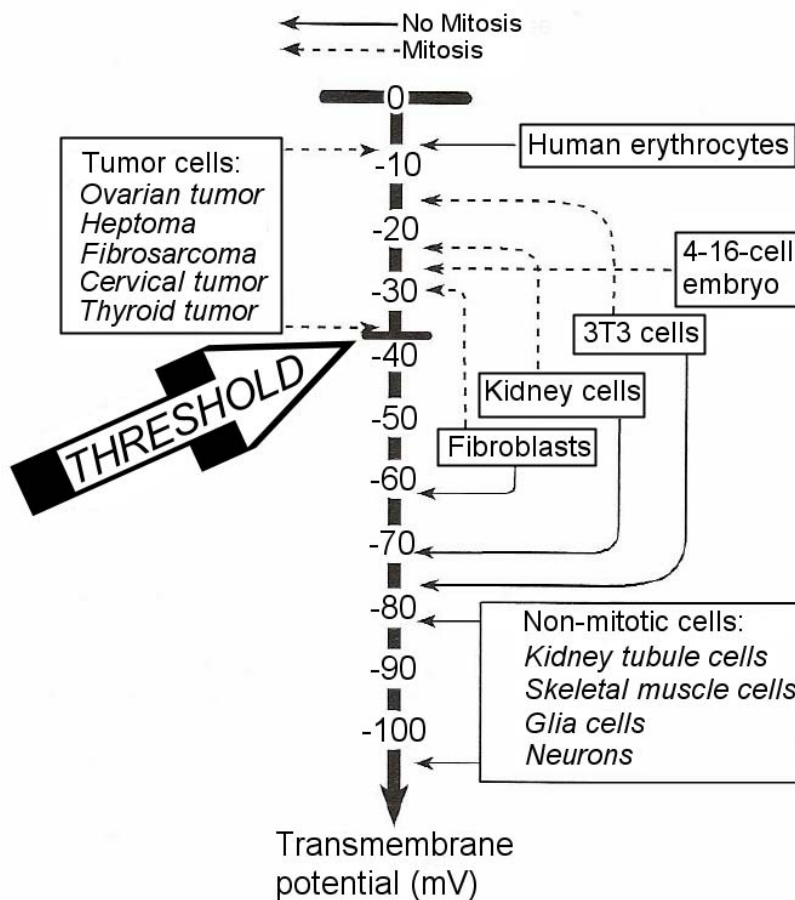 No Mitosis
Mitosis
0
Human erythrocytes
Tumor cells:
Ovarian tumor
Heptoma
Fibrosarcoma
Cervical tumor
Thyroid tumor
-10
-20
-30
4-16-cell
embryo
3T3 cells
THRESHOLD
-40
Kidney cells
-50
Fibroblasts
-60
-70
-80
Non-mitotic cells:
Kidney tubule cells
Skeletal muscle cells
Glia cells
Neurons
-90
-100
Transmembrane
potential (mV)